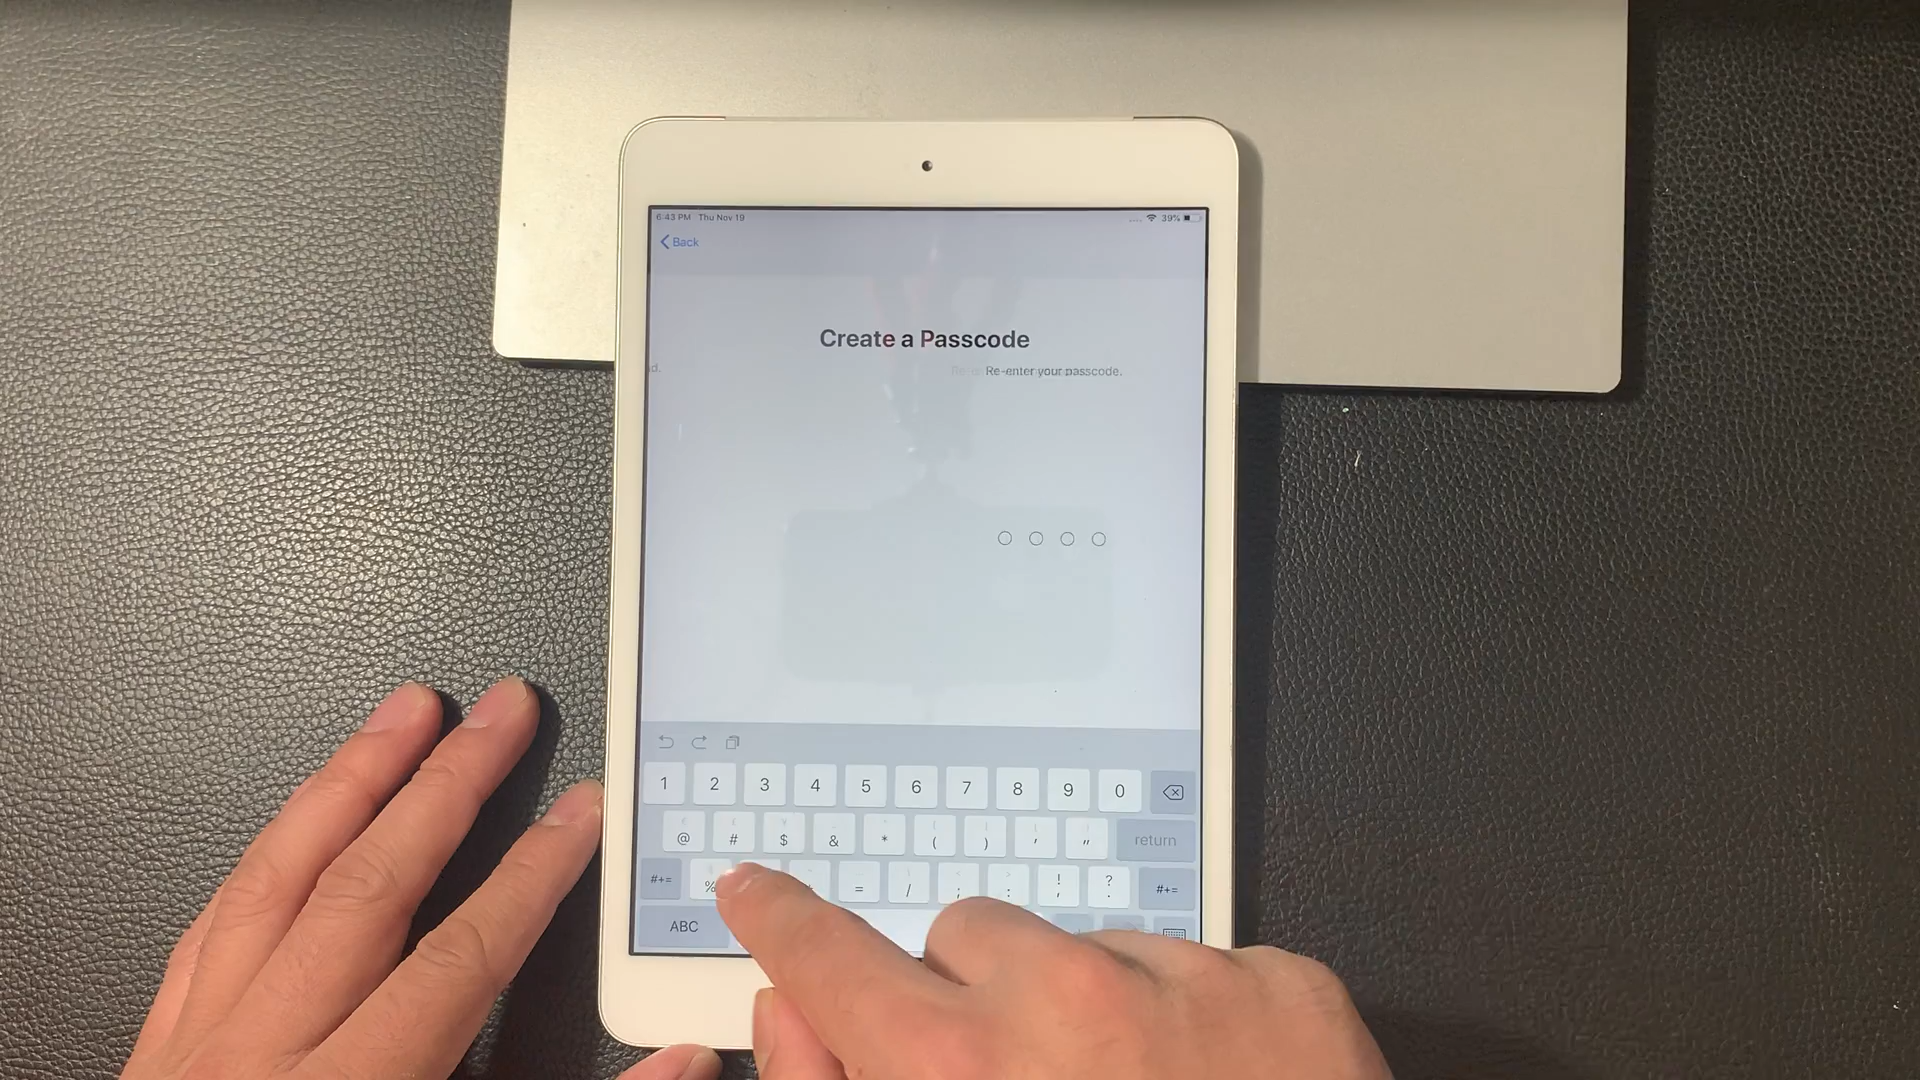 6:43 PM Thu Nov 19 39%
Back
Create a Passcode
Re-enter your passcode.
1 2 3 4 5 6 7 8 9 0
@ # $ & * ( ) ' " return
#+= % = / ; : ! , ? . #+=
ABC